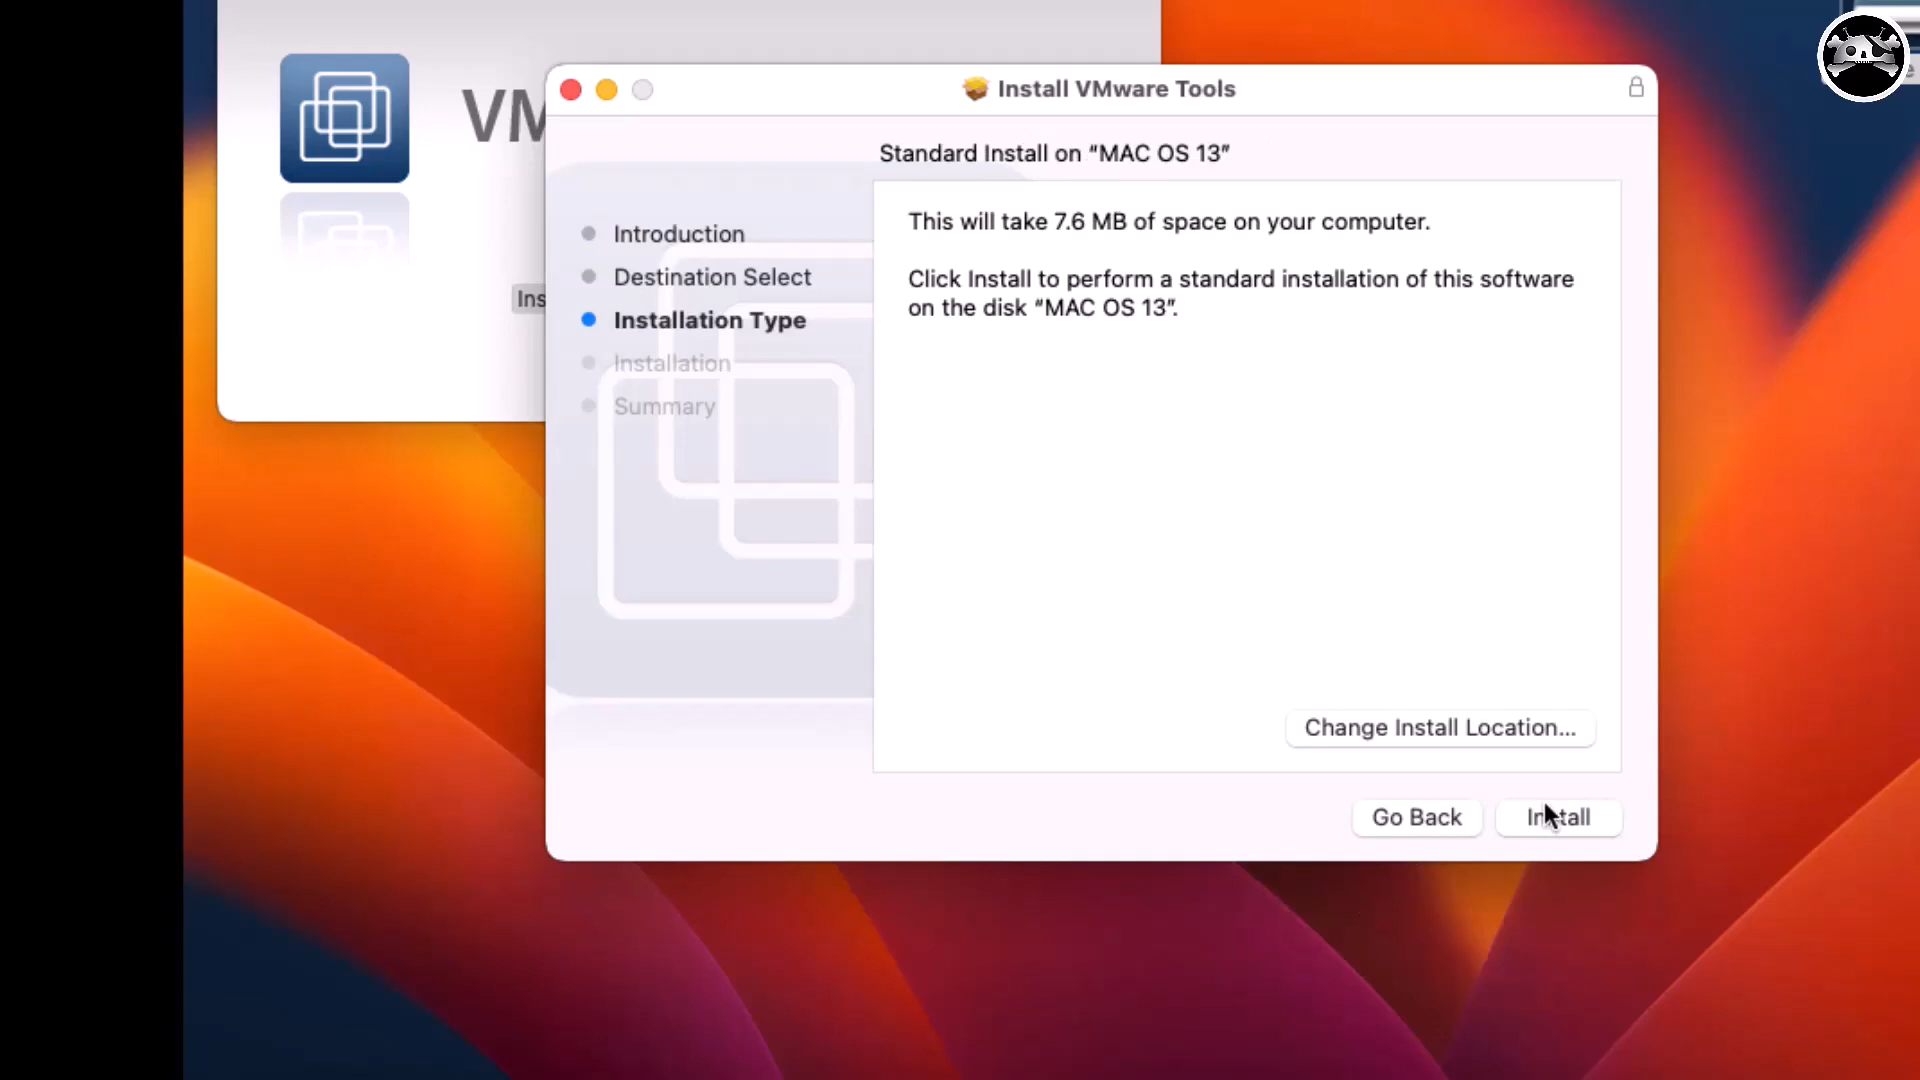 VM
Install VMware Tools
Standard Install on “MAC OS 13”
Introduction
Destination Select
Installation Type
Installation
Summary
This will take 7.6 MB of space on your computer.
Click Install to perform a standard installation of this software
on the disk “MAC OS 13”.
Ins
Change Install Location...
Go Back
Install